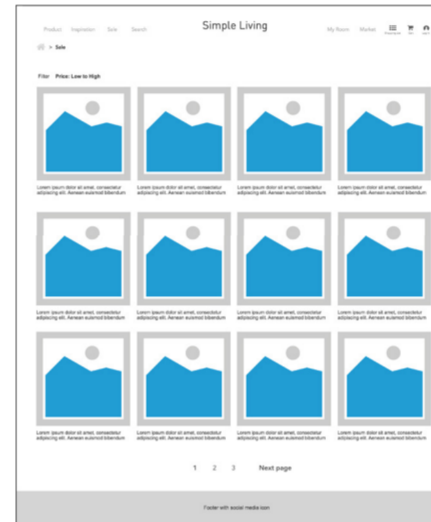 Simple Living
Product Inspiration Sale Search
My Room Market
> Sale
Filter Price: Low to High
Lorem ipsum dolor sit amet, consectetur
adipiscing elit. Aenean euismod bibendum
Lorem ipsum dolor sit amet, consectetur
adipiscing elit. Aenean euismod bibendum
Lorem ipsum dolor sit amet, consectetur
adipiscing elit. Aenean euismod bibendum
Lorem ipsum dolor sit amet, consectetur
adipiscing elit. Aenean euismod bibendum
Lorem ipsum dolor sit amet, consectetur
adipiscing elit. Aenean euismod bibendum
Lorem ipsum dolor sit amet, consectetur
adipiscing elit. Aenean euismod bibendum
Lorem ipsum dolor sit amet, consectetur
adipiscing elit. Aenean euismod bibendum
Lorem ipsum dolor sit amet, consectetur
adipiscing elit. Aenean euismod bibendum
Lorem ipsum dolor sit amet, consectetur
adipiscing elit. Aenean euismod bibendum
Lorem ipsum dolor sit amet, consectetur
adipiscing elit. Aenean euismod bibendum
Lorem ipsum dolor sit amet, consectetur
adipiscing elit. Aenean euismod bibendum
Lorem ipsum dolor sit amet, consectetur
adipiscing elit. Aenean euismod bibendum
1 2 3 Next page
Footer with social media icon